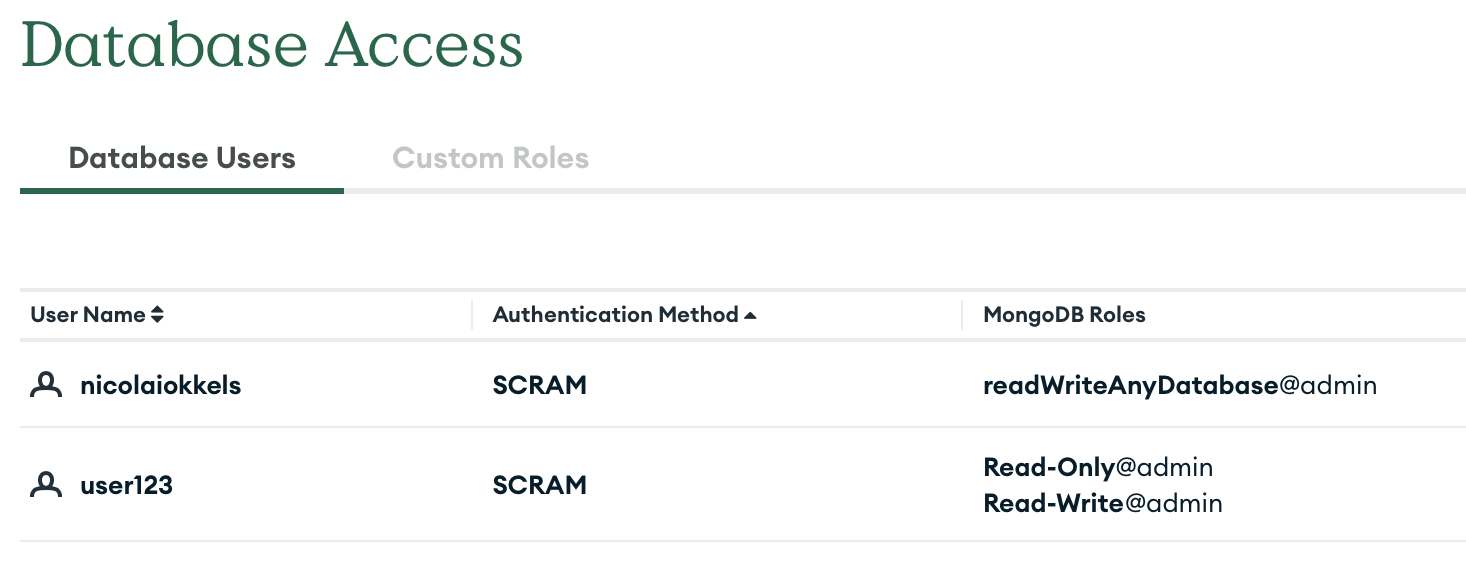 Database Access
Database Users Custom Roles
User Name Authentication Method MongoDB Roles
nicolaiokkels SCRAM readWriteAnyDatabase@admin
user123 SCRAM Read-Only@admin
Read-Write@admin